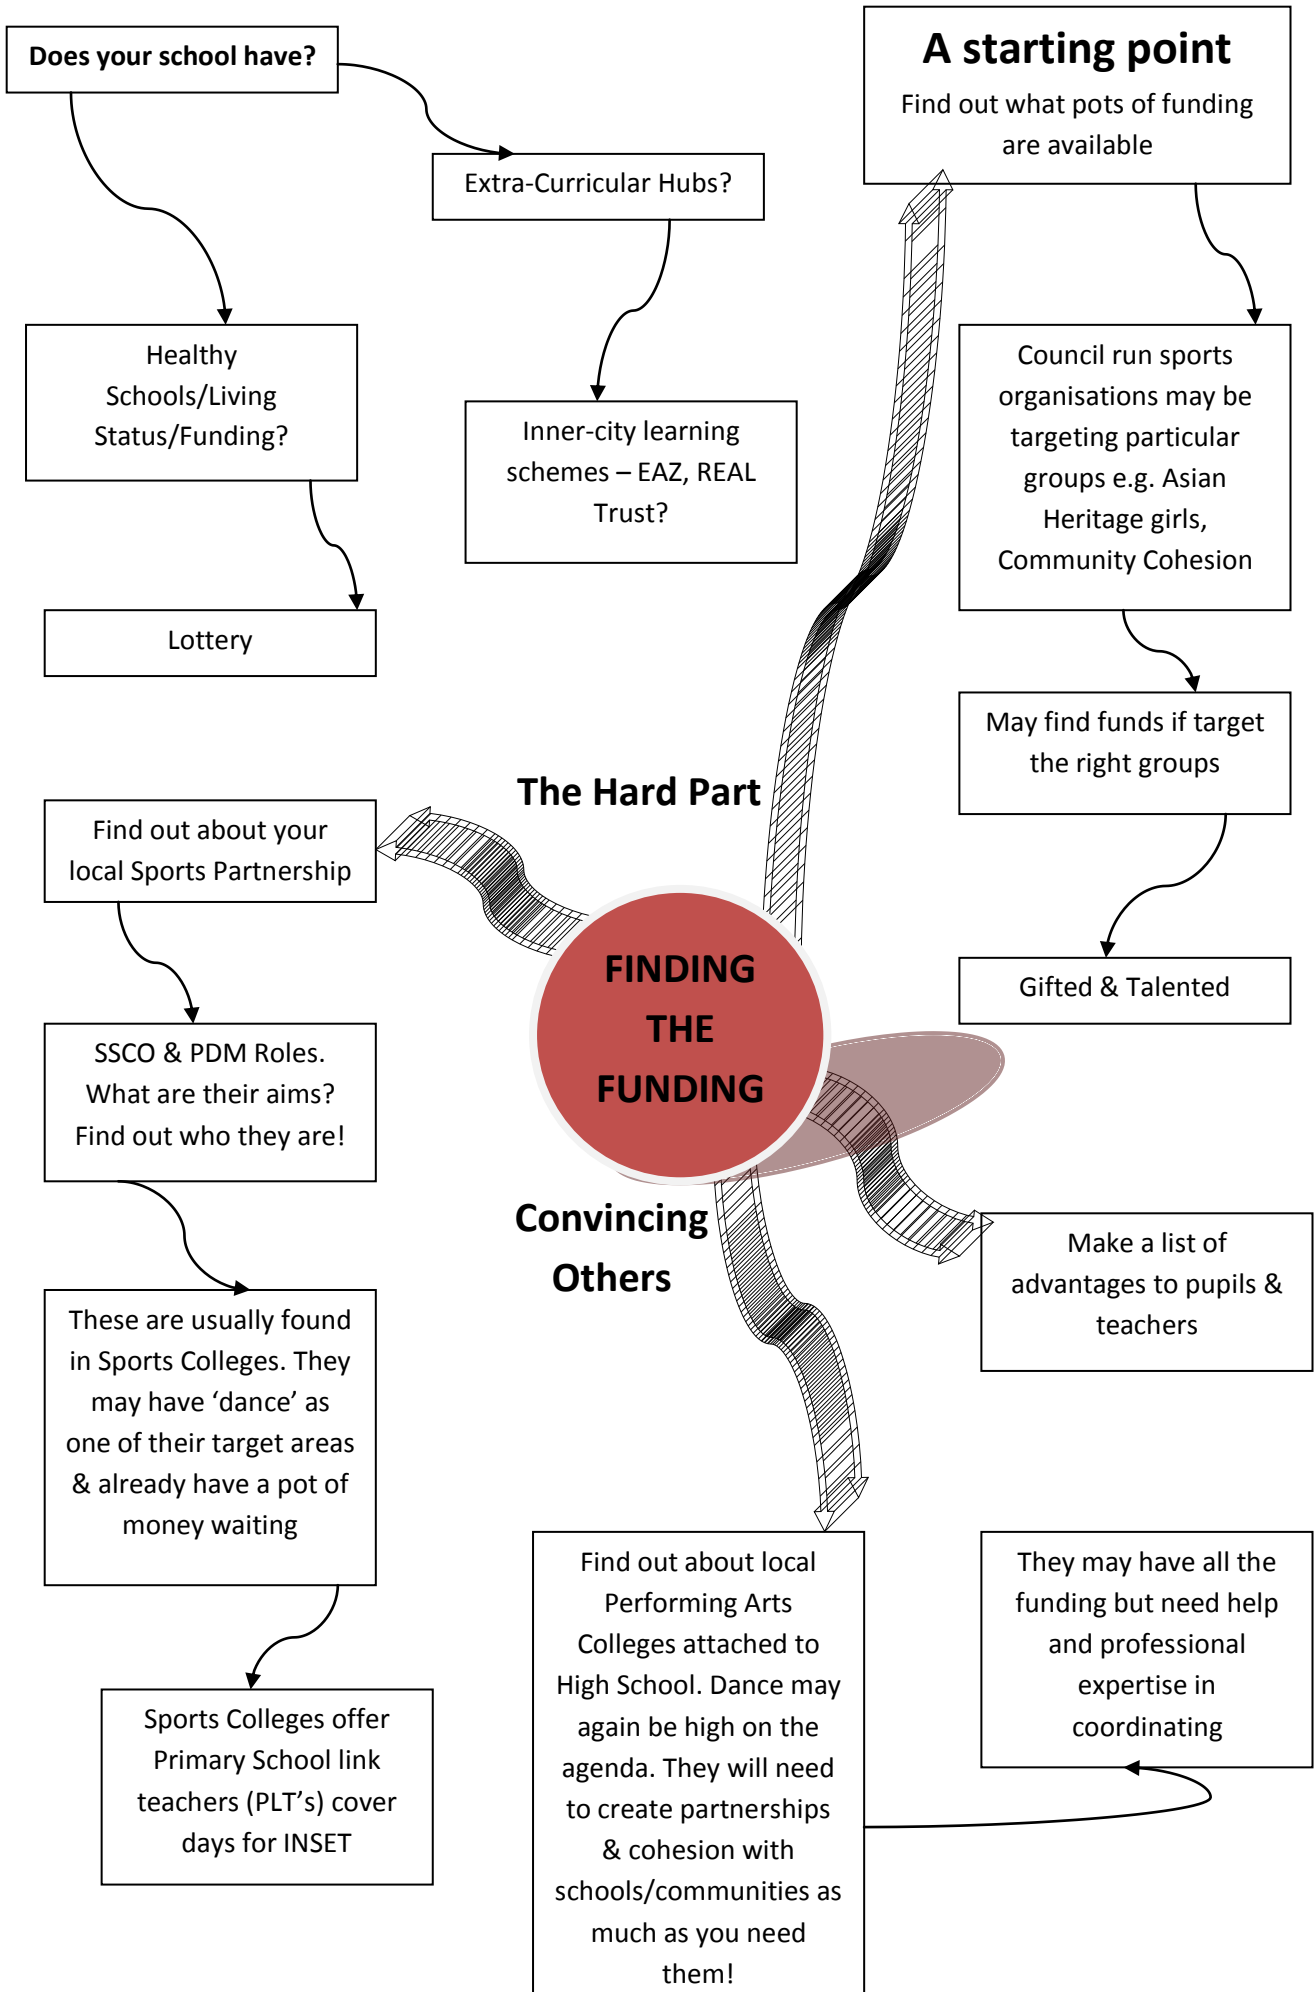 Does your school have?
Extra-Curricular Hubs?
Healthy
Schools/Living
Status/Funding?
Inner-city learning
schemes – EAZ, REAL
Trust?
Lottery
A starting point
Find out what pots of funding
are available
Council run sports
organisations may be
targeting particular
groups e.g. Asian
Heritage girls,
Community Cohesion
May find funds if target
the right groups
Gifted & Talented
The Hard Part
Find out about your
local Sports Partnership
SSCO & PDM Roles.
What are their aims?
Find out who they are!
These are usually found
in Sports Colleges. They
may have ‘dance’ as
one of their target areas
& already have a pot of
money waiting
Sports Colleges offer
Primary School link
teachers (PLT’s) cover
days for INSET
FINDING
THE
FUNDING
Convincing
Others
Make a list of
advantages to pupils &
teachers
Find out about local
Performing Arts
Colleges attached to
High School. Dance may
again be high on the
agenda. They will need
to create partnerships
& cohesion with
schools/communities as
much as you need
them!
They may have all the
funding but need help
and professional
expertise in
coordinating